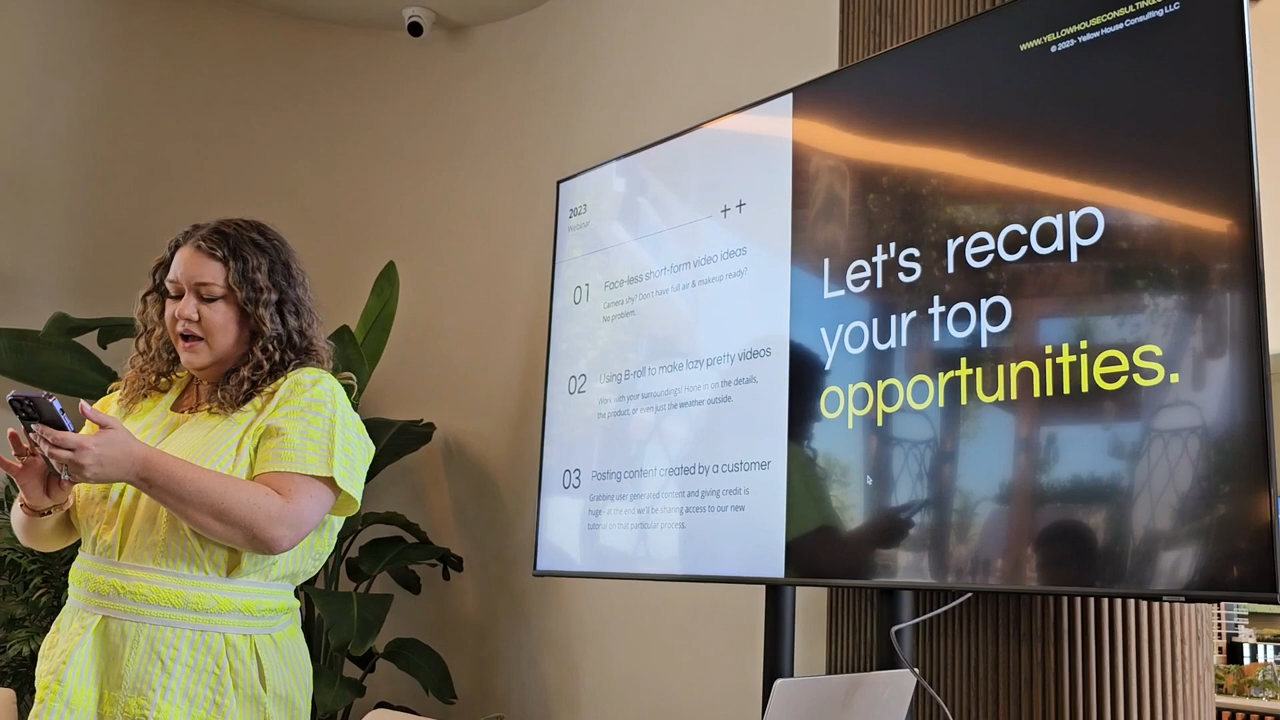 WWW.YELLOWHOUSECONSULTING.
© 2023- Yellow House Consulting LLC
2023
Webinar
++
01
Face-less short-form video ideas
Camera shy? Don't have full air & makeup ready?
No problem.
02
Using B-roll to make lazy pretty videos
Work with your surroundings! Hone in on the details,
the product, or even just the weather outside.
03
Posting content created by a customer
Grabbing user generated content and giving credit is
huge - at the end we'll be sharing access to our new
tutorial on that particular process.
Let's recap
your top
opportunities.